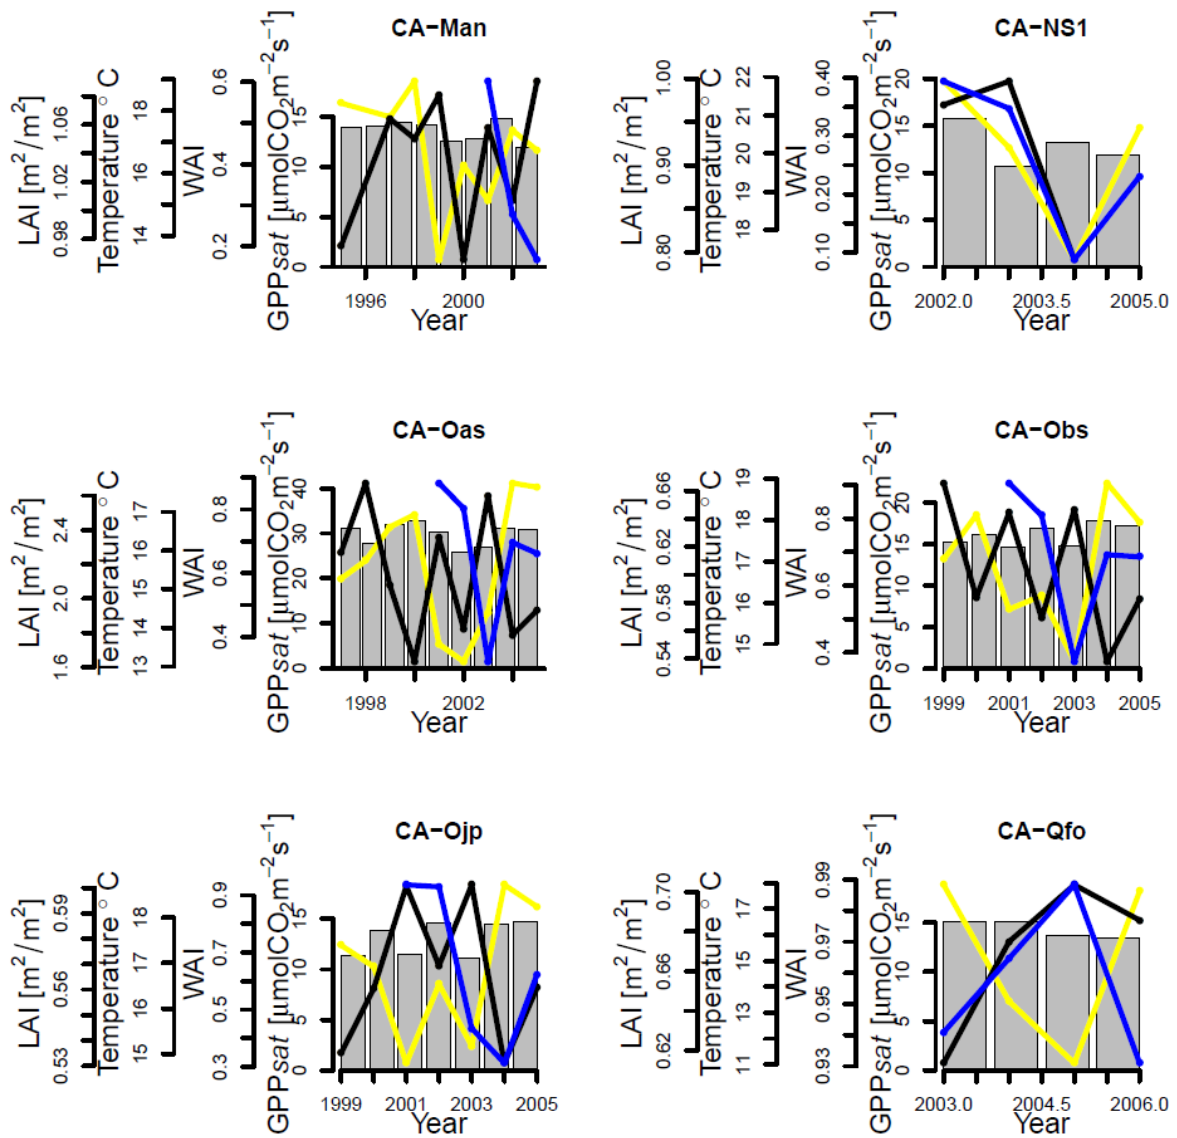 CA−Man
LAI [m²/m²]
0.98 1.02 1.06
Temperature °C
14 16 18
WAI
0.2 0.4 0.6
GPPsat [µmolCO₂m⁻²s⁻¹]
0 5 10 15
1996 2000
Year
CA−NS1
LAI [m²/m²]
0.80 0.90 1.00
Temperature °C
18 19 20 21 22
WAI
0.10 0.20 0.30 0.40
GPPsat [µmolCO₂m⁻²s⁻¹]
0 5 10 15 20
2002.0 2003.5 2005.0
Year
CA−Oas
LAI [m²/m²]
1.6 2.0 2.4
Temperature °C
13 14 15 16 17
WAI
0.4 0.6 0.8
GPPsat [µmolCO₂m⁻²s⁻¹]
0 10 20 30 40
1998 2002
Year
CA−Obs
LAI [m²/m²]
0.54 0.58 0.62 0.66
Temperature °C
15 16 17 18 19
WAI
0.4 0.6 0.8
GPPsat [µmolCO₂m⁻²s⁻¹]
0 5 10 15 20
1999 2001 2003 2005
Year
CA−Ojp
LAI [m²/m²]
0.53 0.56 0.59
Temperature °C
15 16 17 18
WAI
0.3 0.5 0.7 0.9
GPPsat [µmolCO₂m⁻²s⁻¹]
0 5 10 15
1999 2001 2003 2005
Year
CA−Qfo
LAI [m²/m²]
0.62 0.66 0.70
Temperature °C
11 13 15 17
WAI
0.93 0.95 0.97 0.99
GPPsat [µmolCO₂m⁻²s⁻¹]
0 5 10 15
2003.0 2004.5 2006.0
Year